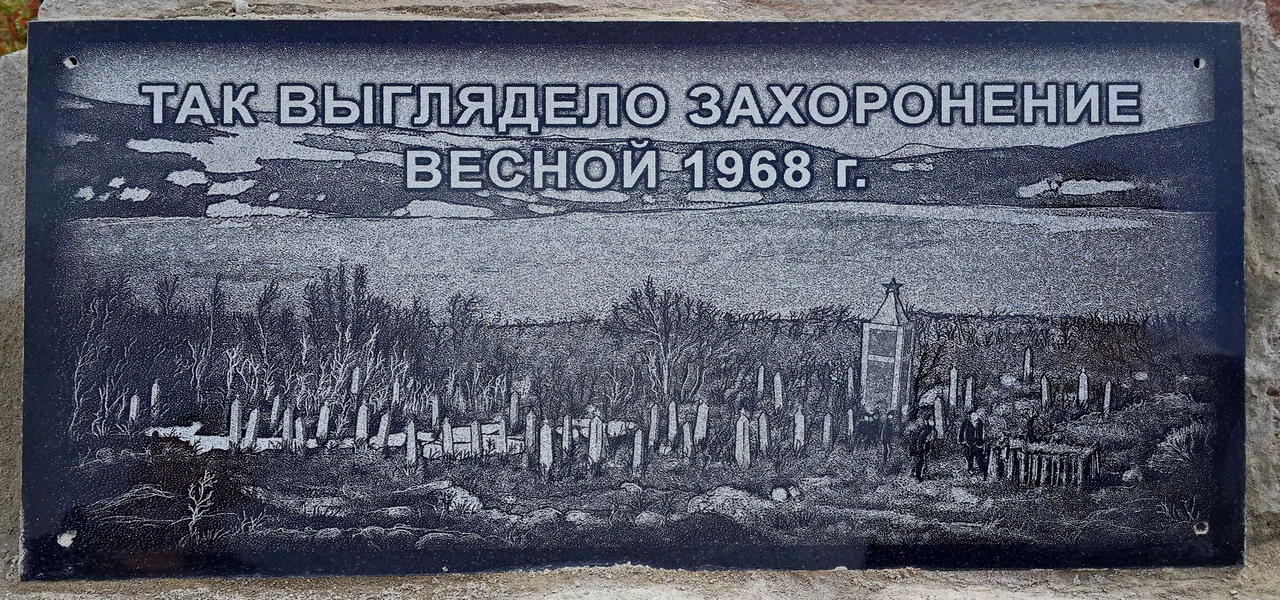 ТАК ВЫГЛЯДЕЛО ЗАХОРОНЕНИЕ
ВЕСНОЙ 1968 г.